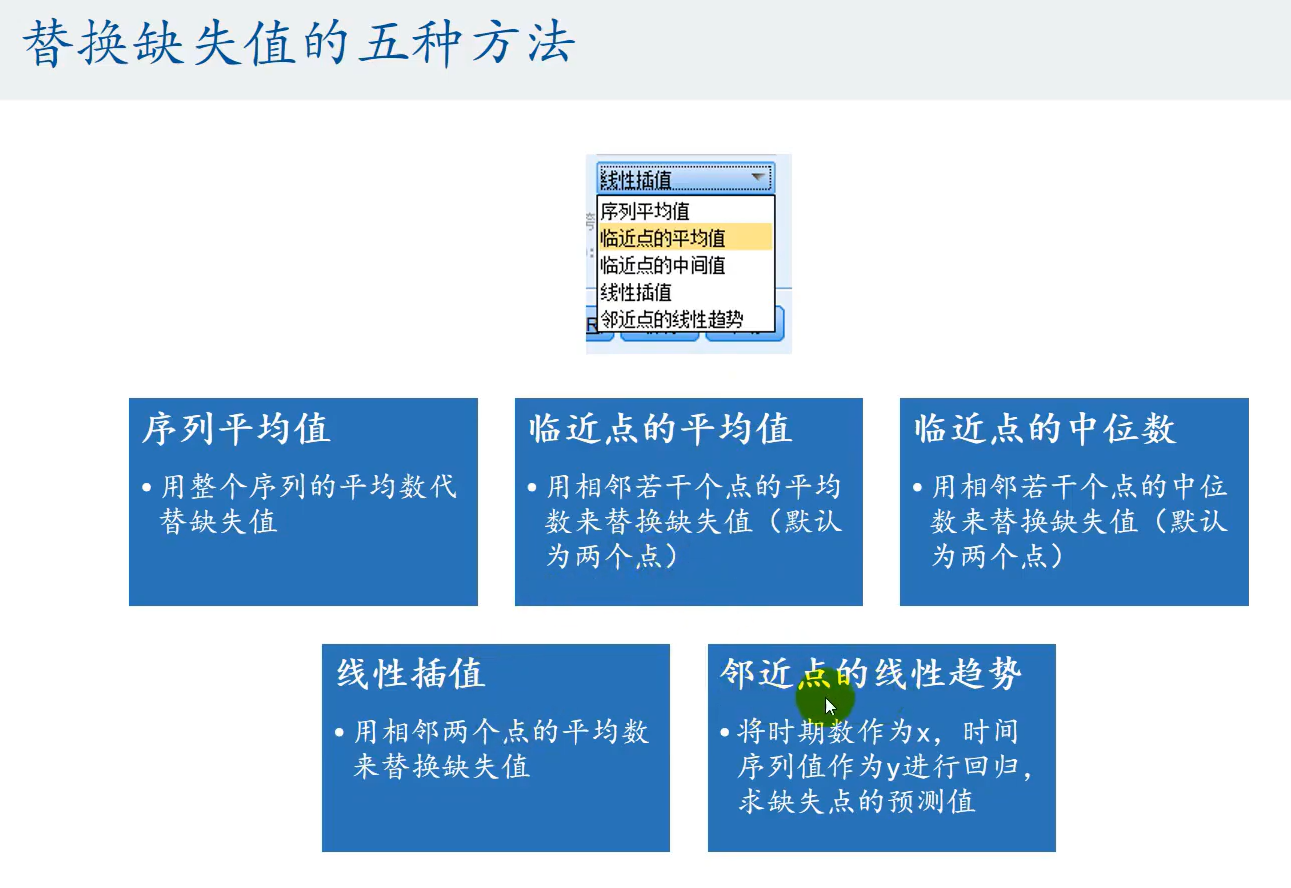 替换缺失值的五种方法
线性插值
序列平均值
临近点的平均值
临近点的中间值
线性插值
邻近点的线性趋势
序列平均值
• 用整个序列的平均数代
替缺失值
临近点的平均值
• 用相邻若干个点的平均
数来替换缺失值（默认
为两个点）
临近点的中位数
• 用相邻若干个点的中位
数来替换缺失值（默认
为两个点）
线性插值
• 用相邻两个点的平均数
来替换缺失值
邻近点的线性趋势
• 将时期数作为x，时间
序列值作为y进行回归，
求缺失点的预测值